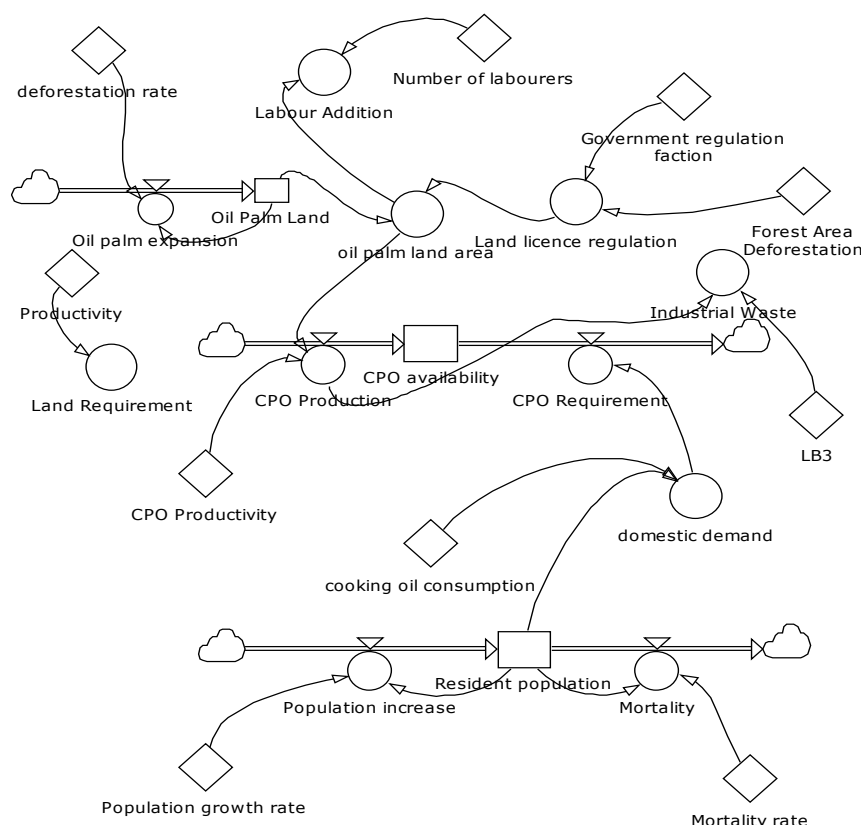 Number of labourers
deforestation rate
Labour Addition
Government regulation
faction
Oil Palm Land
Oil palm expansion
oil palm land area
Land licence regulation
Forest Area
Deforestation
Productivity
Industrial Waste
CPO availability
Land Requirement
CPO Production
CPO Requirement
LB3
CPO Productivity
domestic demand
cooking oil consumption
Resident population
Population increase
Mortality
Population growth rate
Mortality rate